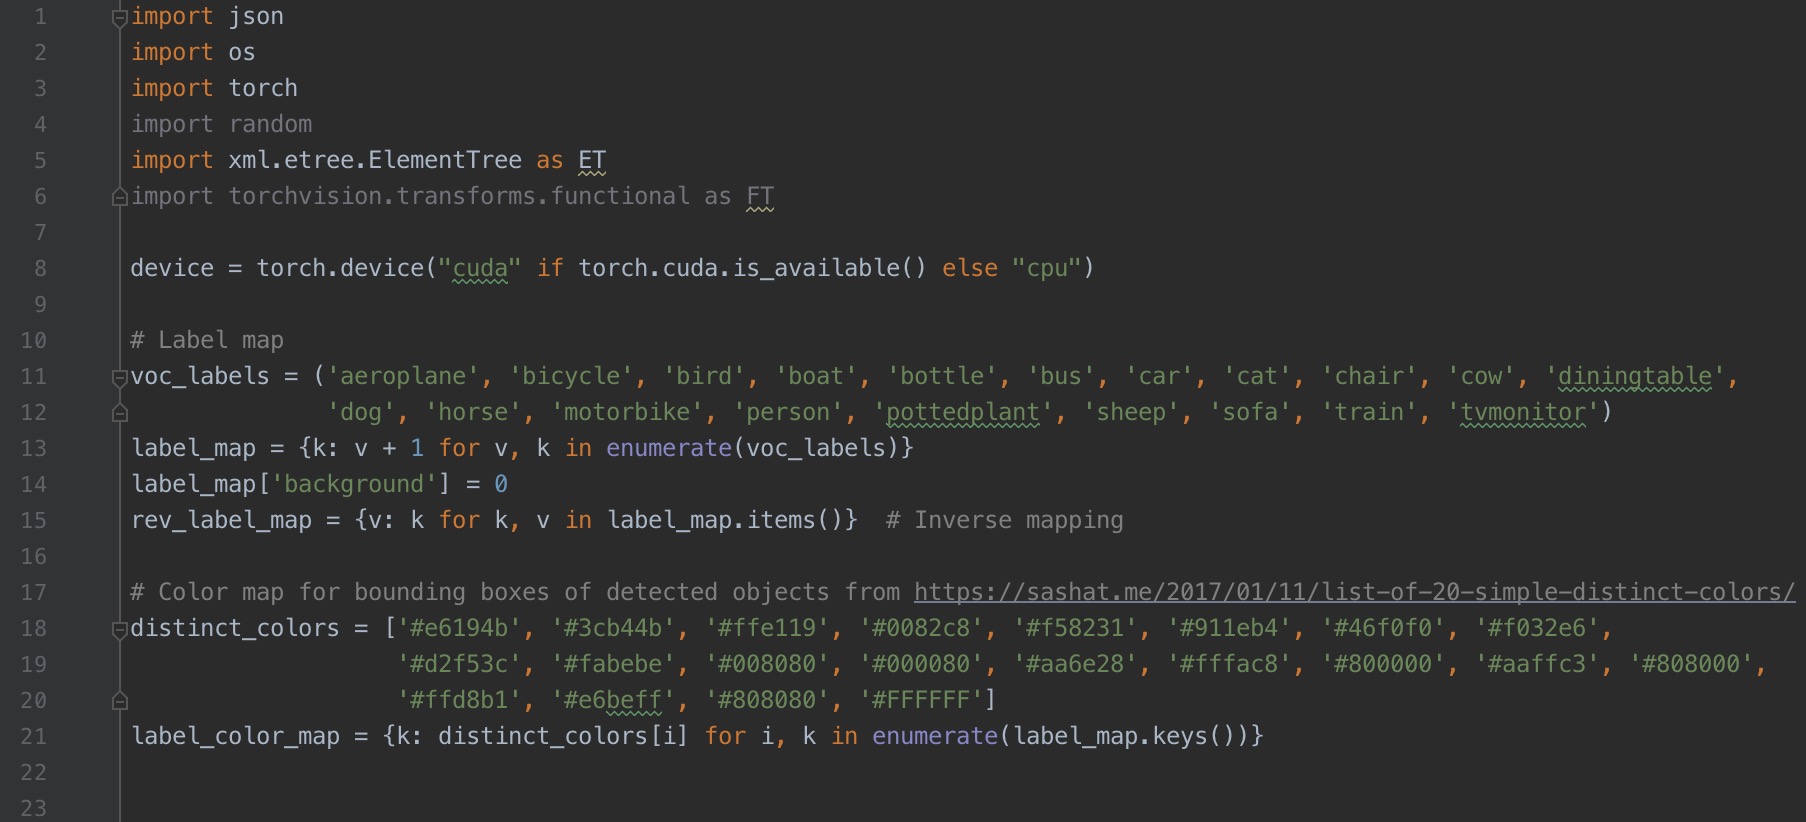 1 import json
2 import os
3 import torch
4 import random
5 import xml.etree.ElementTree as ET
6 import torchvision.transforms.functional as FT
7
8 device = torch.device("cuda" if torch.cuda.is_available() else "cpu")
9
10 # Label map
11 voc_labels = ('aeroplane', 'bicycle', 'bird', 'boat', 'bottle', 'bus', 'car', 'cat', 'chair', 'cow', 'diningtable',
12 'dog', 'horse', 'motorbike', 'person', 'pottedplant', 'sheep', 'sofa', 'train', 'tvmonitor')
13 label_map = {k: v + 1 for v, k in enumerate(voc_labels)}
14 label_map['background'] = 0
15 rev_label_map = {v: k for k, v in label_map.items()}  # Inverse mapping
16
17 # Color map for bounding boxes of detected objects from https://sashat.me/2017/01/11/list-of-20-simple-distinct-colors/
18 distinct_colors = ['#e6194b', '#3cb44b', '#ffe119', '#0082c8', '#f58231', '#911eb4', '#46f0f0', '#f032e6',
19 '#d2f53c', '#fabebe', '#008080', '#000080', '#aa6e28', '#fffac8', '#800000', '#aaffc3', '#808000',
20 '#ffd8b1', '#e6beff', '#808080', '#FFFFFF']
21 label_color_map = {k: distinct_colors[i] for i, k in enumerate(label_map.keys())}
22
23